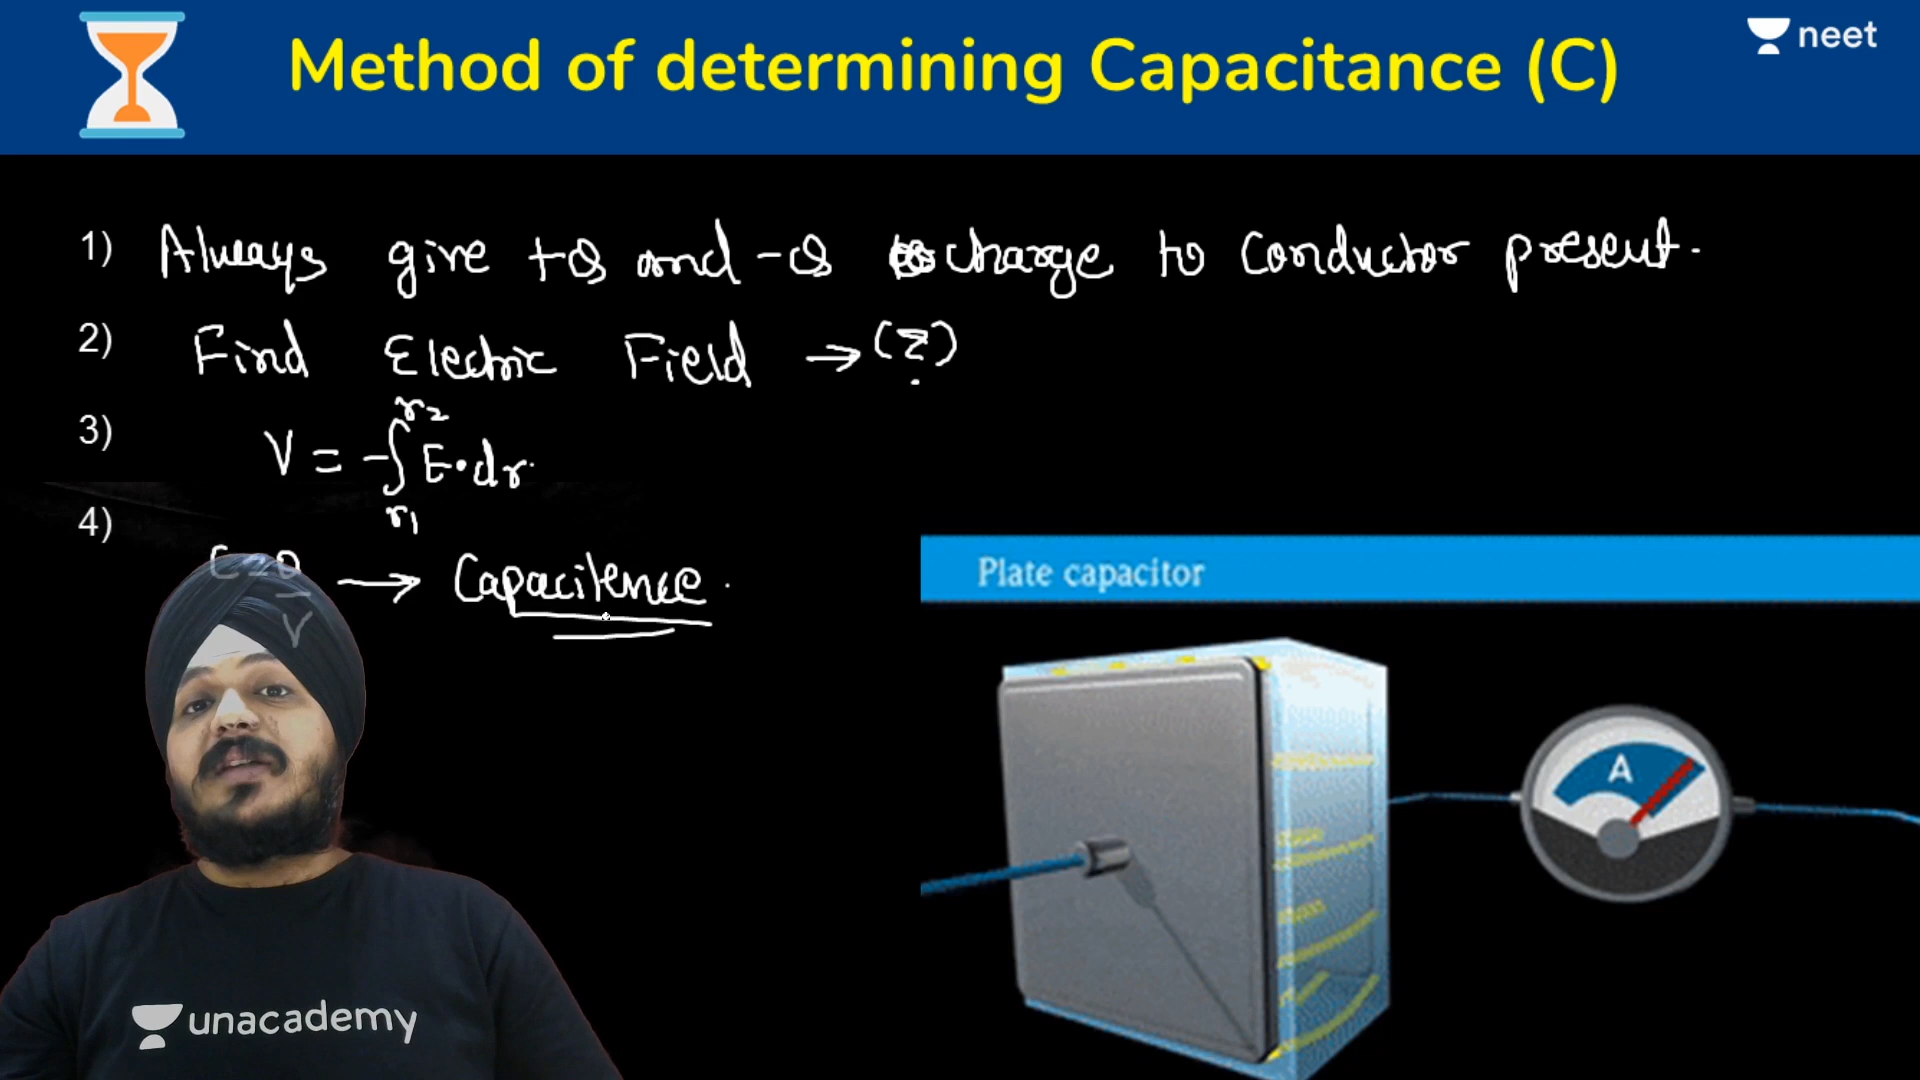 Method of determining Capacitance (C)
neet
1) Always give +Q and -Q charge to conductor present.
2) Find Electric Field → (?)
3) V = -∫ E·dr
r2
r1
4) C = Q/V → Capacitence.
Plate capacitor
A
unacademy